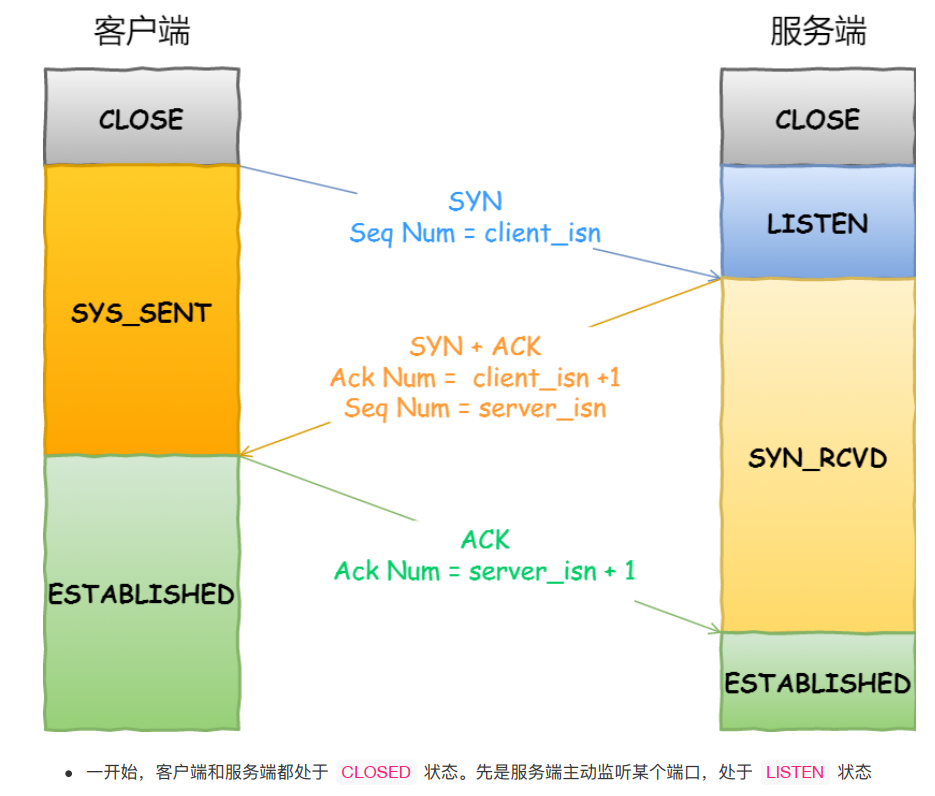 客户端
服务端
CLOSE
CLOSE
SYN
Seq Num = client_isn
LISTEN
SYS_SENT
SYN + ACK
Ack Num = client_isn +1
Seq Num = server_isn
SYN_RCVD
ACK
Ack Num = server_isn + 1
ESTABLISHED
ESTABLISHED
一开始，客户端和服务端都处于 CLOSED 状态。先是服务端主动监听某个端口，处于 LISTEN 状态